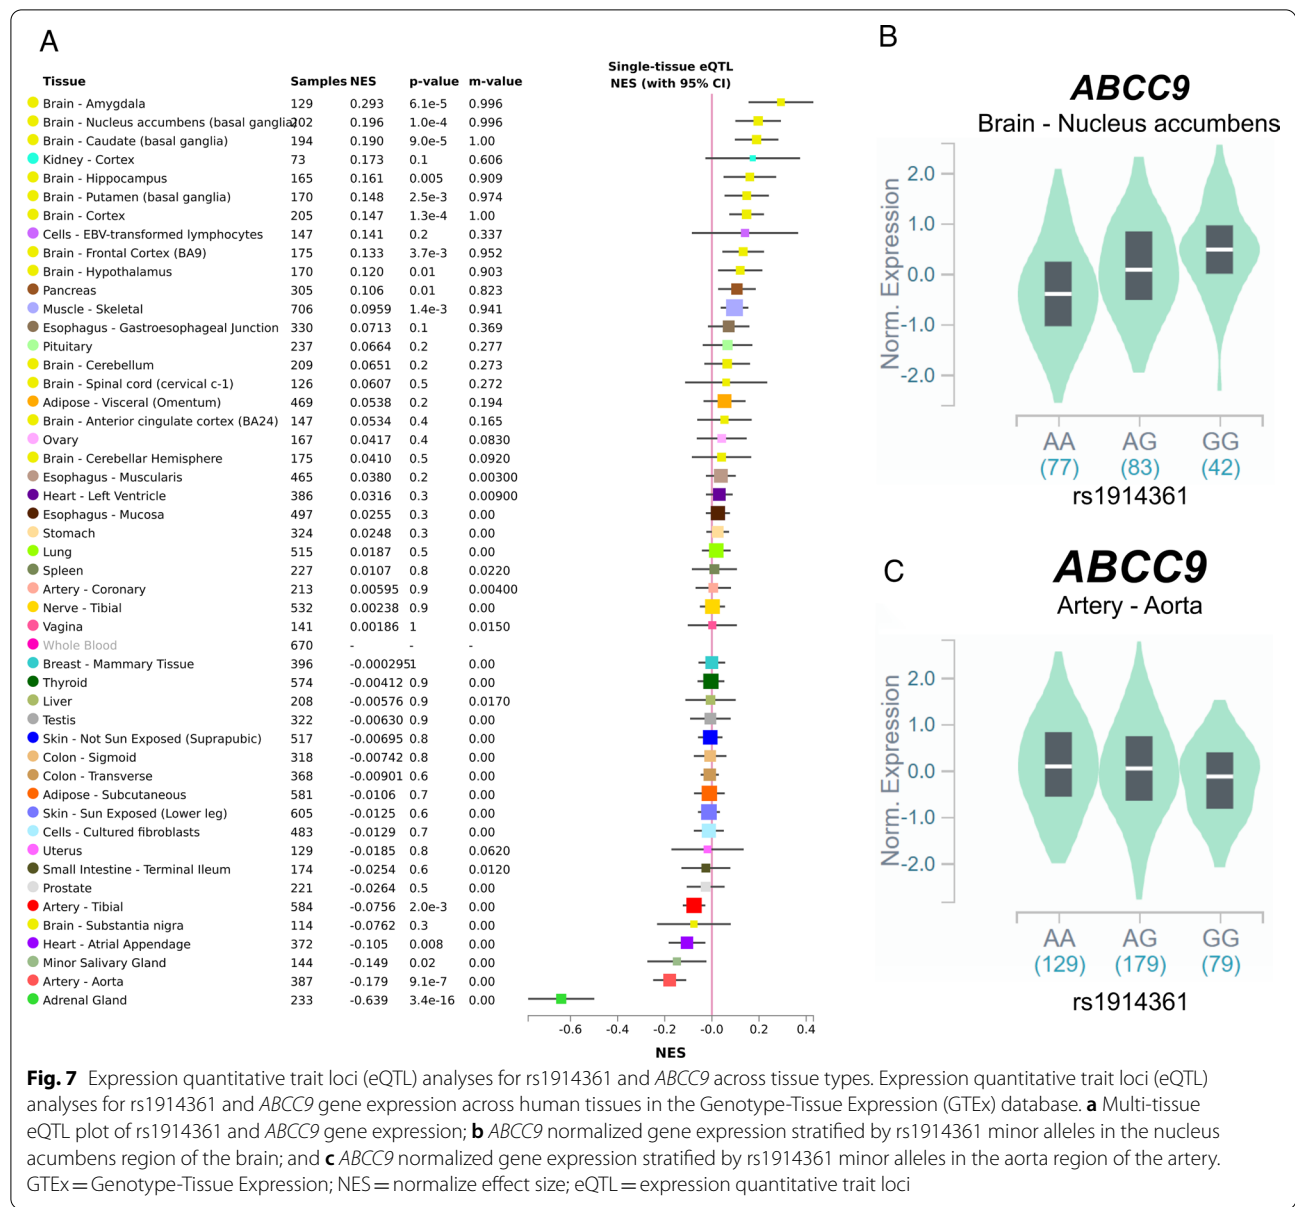 A
Tissue Samples NES p-value m-value
Single-tissue eQTL
NES (with 95% CI)
Brain - Amygdala 129 0.293 6.1e-5 0.996
Brain - Nucleus accumbens (basal ganglia) 202 0.196 1.0e-4 0.996
Brain - Caudate (basal ganglia) 194 0.190 9.0e-5 1.00
Kidney - Cortex 73 0.173 0.1 0.606
Brain - Hippocampus 165 0.161 0.005 0.909
Brain - Putamen (basal ganglia) 170 0.148 2.5e-3 0.974
Brain - Cortex 205 0.147 1.3e-4 1.00
Cells - EBV-transformed lymphocytes 147 0.141 0.2 0.337
Brain - Frontal Cortex (BA9) 175 0.133 3.7e-3 0.952
Brain - Hypothalamus 170 0.120 0.01 0.903
Pancreas 305 0.106 0.01 0.823
Muscle - Skeletal 706 0.0959 1.4e-3 0.941
Esophagus - Gastroesophageal Junction 330 0.0713 0.1 0.369
Pituitary 237 0.0664 0.2 0.277
Brain - Cerebellum 209 0.0651 0.2 0.273
Brain - Spinal cord (cervical c-1) 126 0.0607 0.5 0.272
Adipose - Visceral (Omentum) 469 0.0538 0.2 0.194
Brain - Anterior cingulate cortex (BA24) 147 0.0534 0.4 0.165
Ovary 167 0.0417 0.4 0.0830
Brain - Cerebellar Hemisphere 175 0.0410 0.5 0.0920
Esophagus - Muscularis 465 0.0380 0.2 0.00300
Heart - Left Ventricle 386 0.0316 0.3 0.00900
Esophagus - Mucosa 497 0.0255 0.3 0.00
Stomach 324 0.0248 0.3 0.00
Lung 515 0.0187 0.5 0.00
Spleen 227 0.0107 0.8 0.0220
Artery - Coronary 213 0.00595 0.9 0.00400
Nerve - Tibial 532 0.00238 0.9 0.00
Vagina 141 0.00186 1 0.0150
Whole Blood 670 - - -
Breast - Mammary Tissue 396 -0.000295 1 0.00
Thyroid 574 -0.00412 0.9 0.00
Liver 208 -0.00576 0.9 0.0170
Testis 322 -0.00630 0.9 0.00
Skin - Not Sun Exposed (Suprapubic) 517 -0.00695 0.8 0.00
Colon - Sigmoid 318 -0.00742 0.8 0.00
Colon - Transverse 368 -0.00901 0.6 0.00
Adipose - Subcutaneous 581 -0.0106 0.7 0.00
Skin - Sun Exposed (Lower leg) 605 -0.0125 0.6 0.00
Cells - Cultured fibroblasts 483 -0.0129 0.7 0.00
Uterus 129 -0.0185 0.8 0.0620
Small Intestine - Terminal Ileum 174 -0.0254 0.6 0.0120
Prostate 221 -0.0264 0.5 0.00
Artery - Tibial 584 -0.0756 2.0e-3 0.00
Brain - Substantia nigra 114 -0.0762 0.3 0.00
Heart - Atrial Appendage 372 -0.105 0.008 0.00
Minor Salivary Gland 144 -0.149 0.02 0.00
Artery - Aorta 387 -0.179 9.1e-7 0.00
Adrenal Gland 233 -0.639 3.4e-16 0.00
-0.6 -0.4 -0.2 -0.0 0.2 0.4
NES
B
ABCC9
Brain - Nucleus accumbens
Norm. Expression
2.0
1.0
0.0
-1.0
-2.0
AA AG GG
(77) (83) (42)
rs1914361
C
ABCC9
Artery - Aorta
Norm. Expression
2.0
1.0
0.0
-1.0
-2.0
AA AG GG
(129) (179) (79)
rs1914361
Fig. 7 Expression quantitative trait loci (eQTL) analyses for rs1914361 and ABCC9 across tissue types. Expression quantitative trait loci (eQTL)
analyses for rs1914361 and ABCC9 gene expression across human tissues in the Genotype-Tissue Expression (GTEx) database. a Multi-tissue
eQTL plot of rs1914361 and ABCC9 gene expression; b ABCC9 normalized gene expression stratified by rs1914361 minor alleles in the nucleus
acumbens region of the brain; and c ABCC9 normalized gene expression stratified by rs1914361 minor alleles in the aorta region of the artery.
GTEx = Genotype-Tissue Expression; NES = normalize effect size; eQTL = expression quantitative trait loci